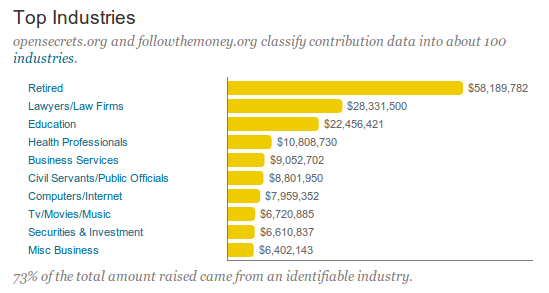 Top Industries
opensecrets.org and followthemoney.org classify contribution data into about 100
industries.
Retired $58,189,782
Lawyers/Law Firms $28,331,500
Education $22,456,421
Health Professionals $10,808,730
Business Services $9,052,702
Civil Servants/Public Officials $8,801,950
Computers/Internet $7,959,352
Tv/Movies/Music $6,720,885
Securities & Investment $6,610,837
Misc Business $6,402,143
73% of the total amount raised came from an identifiable industry.